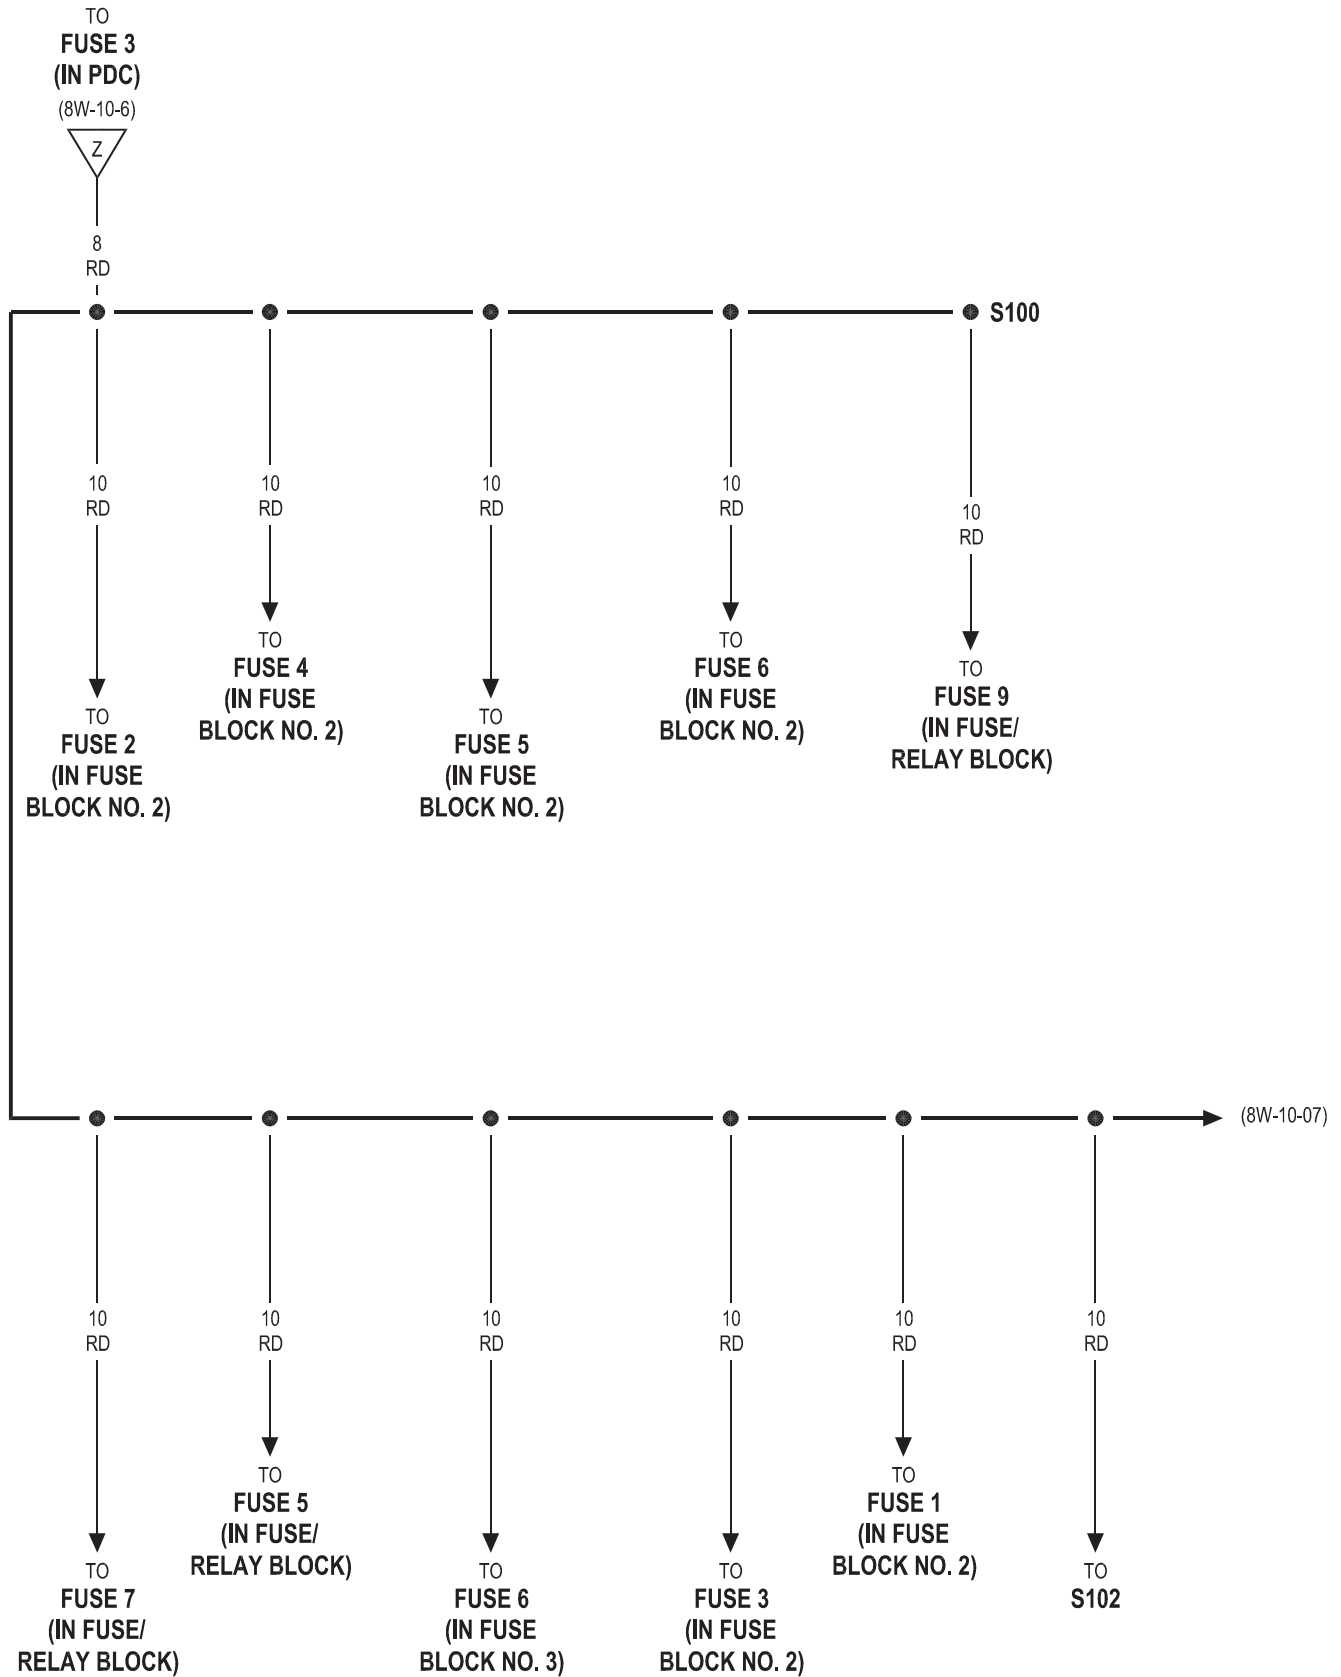 TO
FUSE 3
(IN PDC)
(8W-10-6)
Z
8
RD
S100
10
RD
TO
FUSE 2
(IN FUSE
BLOCK NO. 2)
10
RD
TO
FUSE 4
(IN FUSE
BLOCK NO. 2)
10
RD
TO
FUSE 5
(IN FUSE
BLOCK NO. 2)
10
RD
TO
FUSE 6
(IN FUSE
BLOCK NO. 2)
10
RD
TO
FUSE 9
(IN FUSE/
RELAY BLOCK)
(8W-10-07)
10
RD
TO
FUSE 7
(IN FUSE/
RELAY BLOCK)
10
RD
TO
FUSE 5
(IN FUSE/
RELAY BLOCK)
10
RD
TO
FUSE 6
(IN FUSE
BLOCK NO. 3)
10
RD
TO
FUSE 3
(IN FUSE
BLOCK NO. 2)
10
RD
TO
FUSE 1
(IN FUSE
BLOCK NO. 2)
10
RD
TO
S102